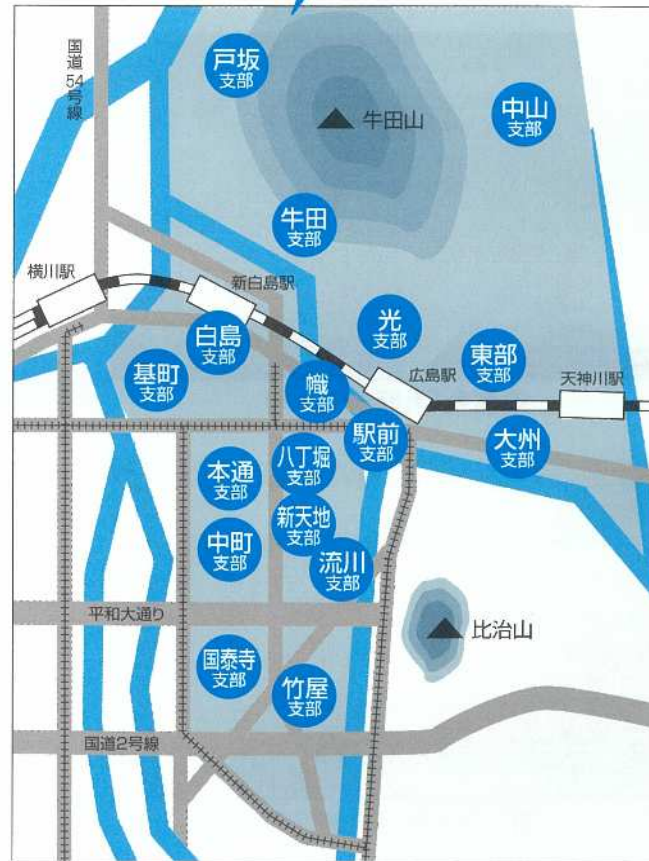 国道54号線
戸坂
支部
牛田山
中山
支部
牛田
支部
横川駅
新白島駅
白島
支部
光
支部
基町
支部
幟
支部
広島駅
東部
支部
天神川駅
駅前
支部
大州
支部
本通
支部
八丁堀
支部
新天地
支部
中町
支部
流川
支部
平和大通り
比治山
国泰寺
支部
竹屋
支部
国道2号線